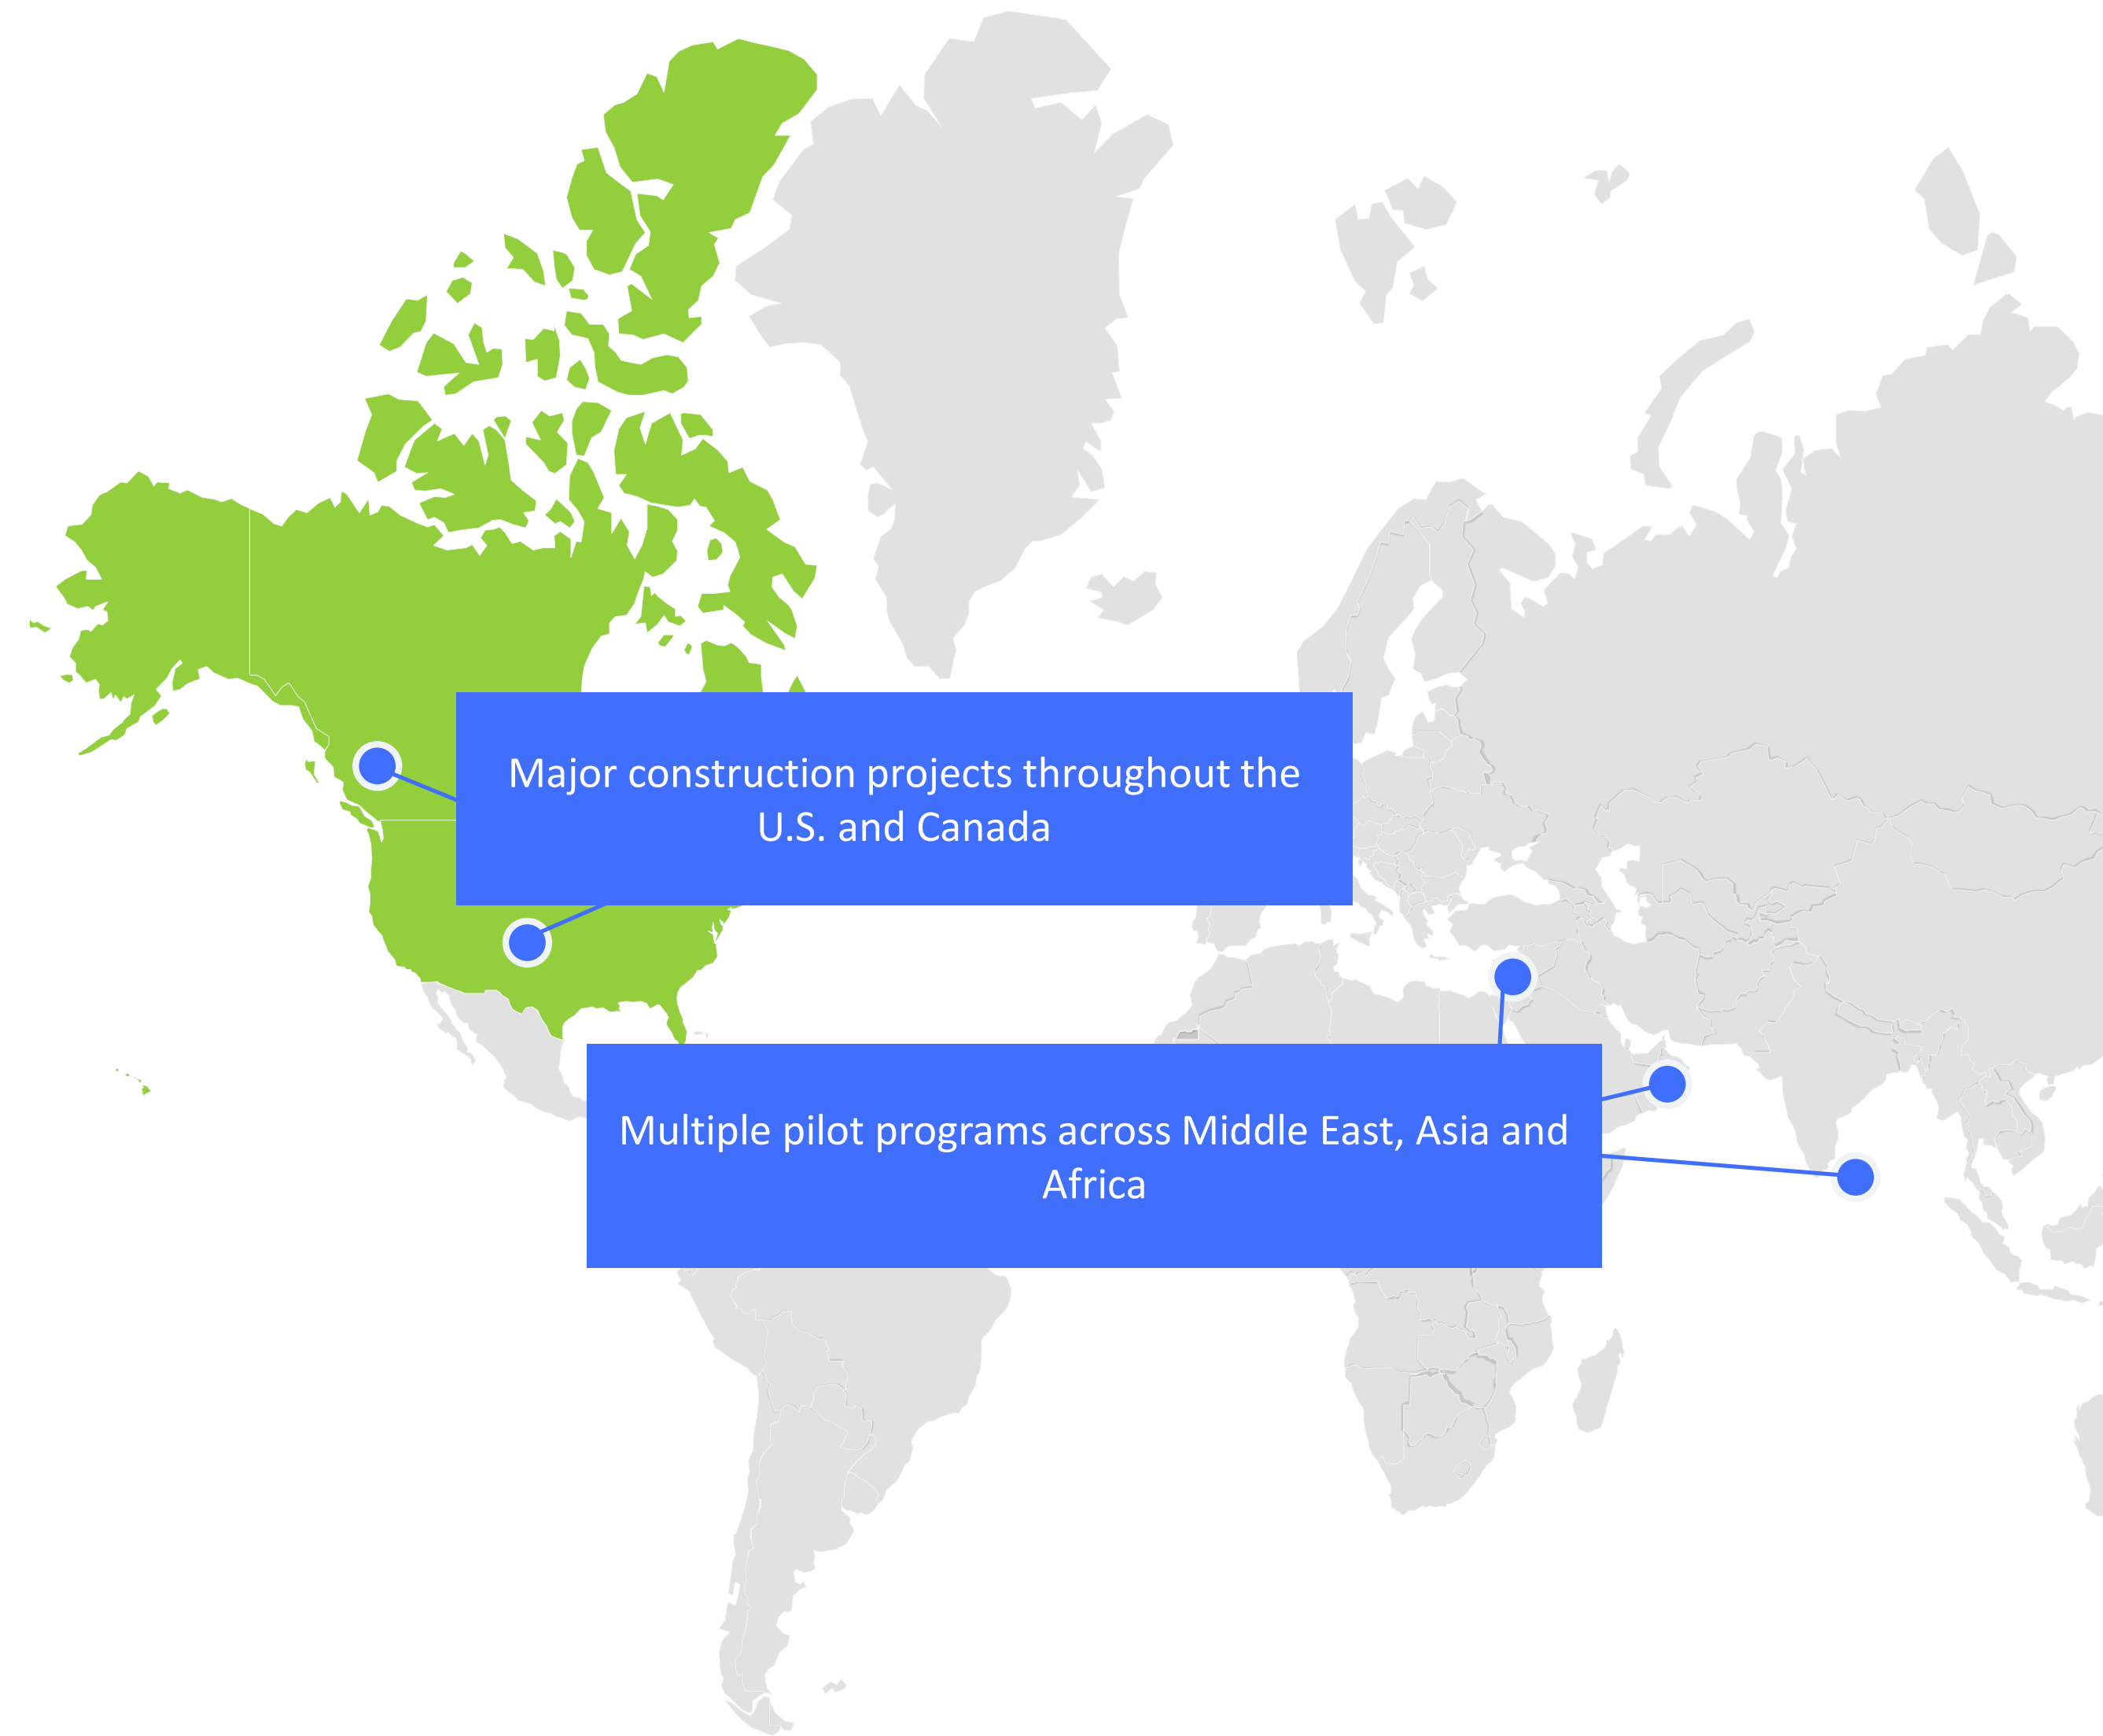 Major construction projects throughout the
U.S. and Canada
Multiple pilot programs across Middle East, Asia and
Africa